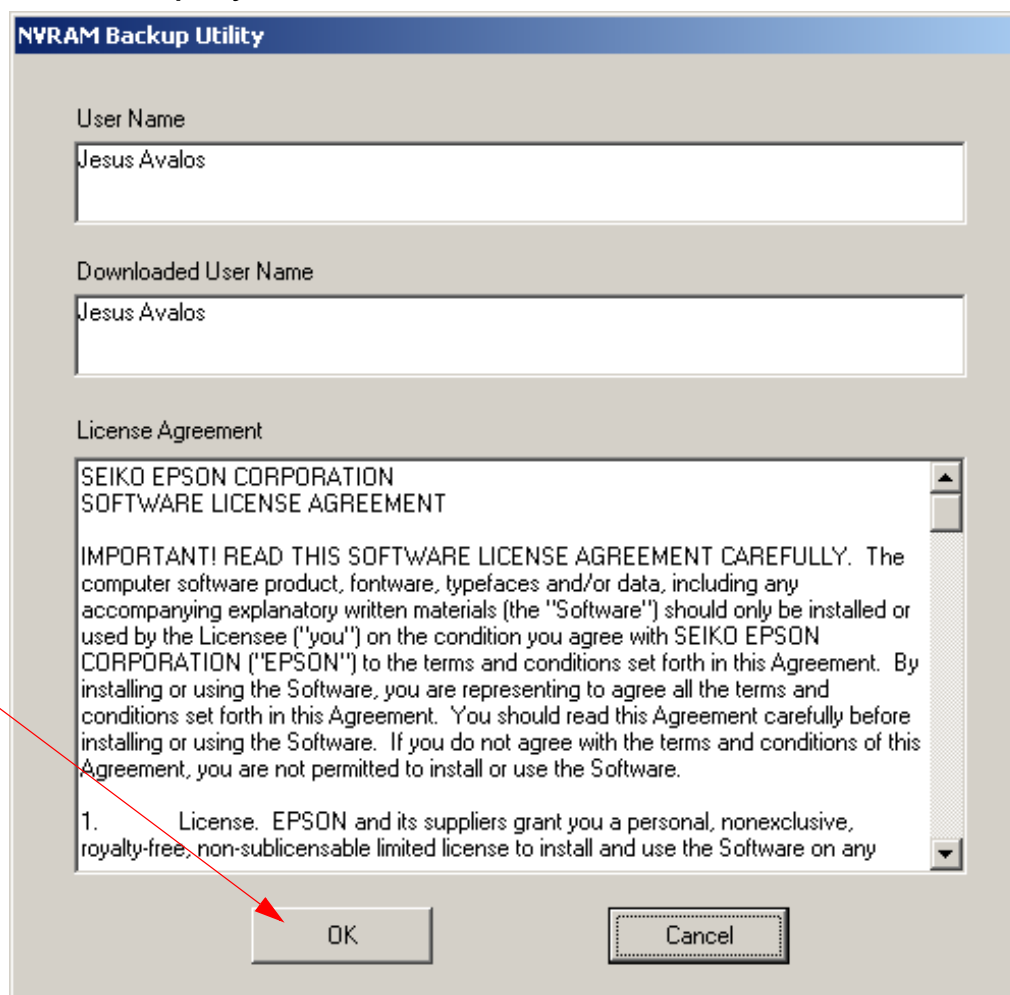 NVRAM Backup Utility
User Name
Jesus Avalos
Downloaded User Name
Jesus Avalos
License Agreement
SEIKO EPSON CORPORATION
SOFTWARE LICENSE AGREEMENT
IMPORTANT! READ THIS SOFTWARE LICENSE AGREEMENT CAREFULLY. The
computer software product, fontware, typefaces and/or data, including any
accompanying explanatory written materials (the "Software") should only be installed or
used by the Licensee ("you") on the condition you agree with SEIKO EPSON
CORPORATION ("EPSON") to the terms and conditions set forth in this Agreement. By
installing or using the Software, you are representing to agree all the terms and
conditions set forth in this Agreement. You should read this Agreement carefully before
installing or using the Software. If you do not agree with the terms and conditions of this
Agreement, you are not permitted to install or use the Software.
1. License. EPSON and its suppliers grant you a personal, nonexclusive,
royalty-free, non-sublicensable limited license to install and use the Software on any
OK
Cancel